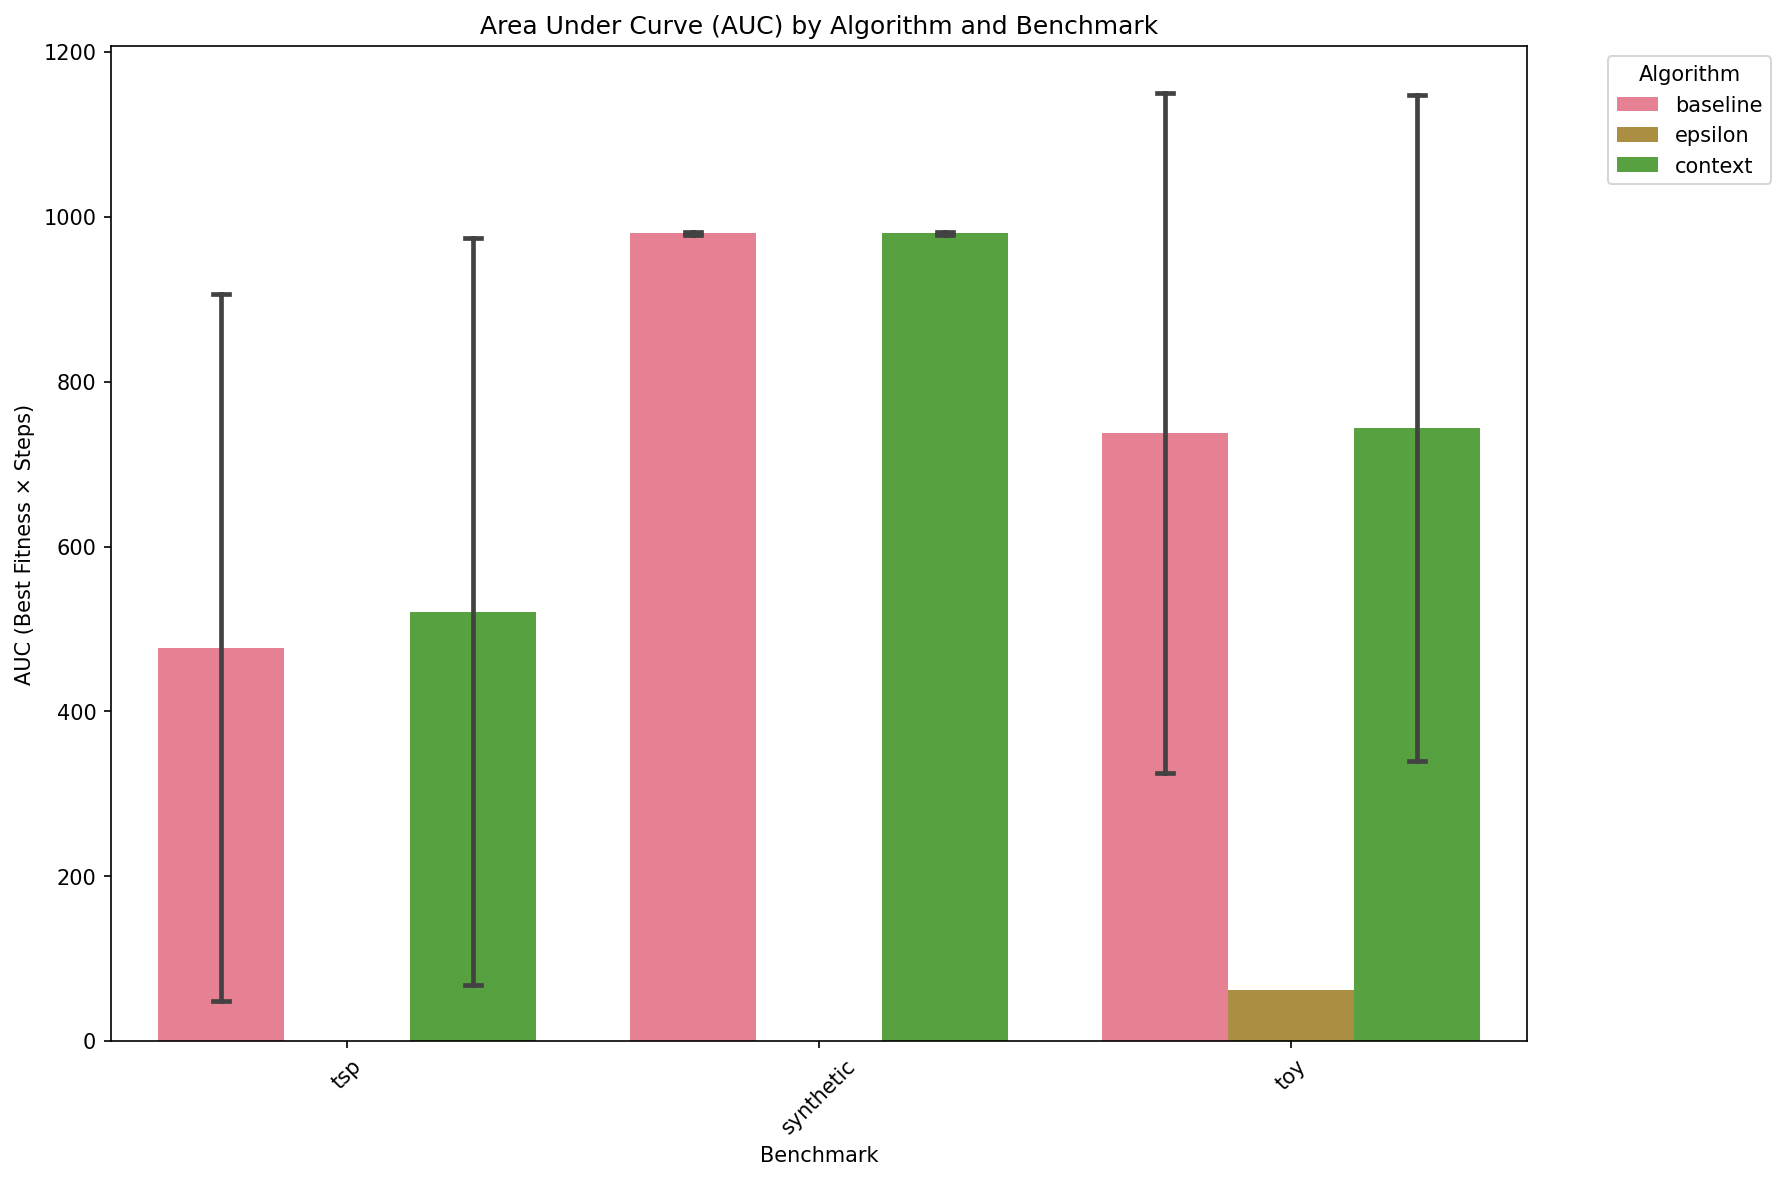 Area Under Curve (AUC) by Algorithm and Benchmark
Algorithm
baseline
epsilon
context
AUC (Best Fitness × Steps)
1200
1000
800
600
400
200
0
tsp
synthetic
toy
Benchmark